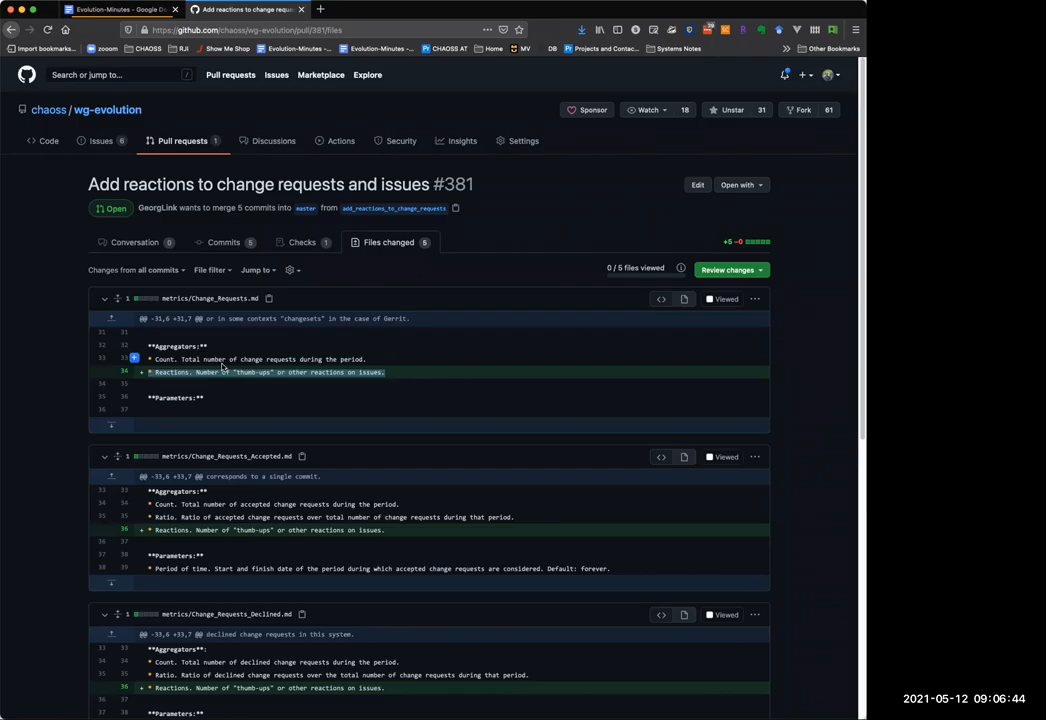 Evolution-Minutes - Google D
Add reactions to change reque
https://github.com/chaoss/wg-evolution/pull/381/files
Import bookmarks...
zooom
CHAOSS
RJI
Show Me Shop
Evolution-Minutes -...
Evolution-Minutes -...
CHAOSS AT
Home
MV
DB
Projects and Contac...
Systems Notes
Other Bookmarks
Search or jump to...
/
Pull requests
Issues
Marketplace
Explore
chaoss / wg-evolution
Sponsor
Watch
18
Unstar
31
Fork
61
Code
Issues 6
Pull requests 1
Discussions
Actions
Security
Insights
Settings
Add reactions to change requests and issues #381
Edit
Open with
Open
GeorgLink wants to merge 5 commits into master from add_reactions_to_change_requests
Conversation 0
Commits 5
Checks 1
Files changed 5
+5 −0
Changes from all commits
File filter
Jump to
0 / 5 files viewed
Review changes
1 metrics/Change_Requests.md
Viewed
@@ -31,6 +31,7 @@ or in some contexts "changesets" in the case of Gerrit.
31 31
32 32 **Aggregators:**
33 33 * Count. Total number of change requests during the period.
34 + * Reactions. Number of "thumb-ups" or other reactions on issues.
34 35
35 36 **Parameters:**
36 37
1 metrics/Change_Requests_Accepted.md
Viewed
@@ -33,6 +33,7 @@ corresponds to a single commit.
33 33 **Aggregators:**
34 34 * Count. Total number of accepted change requests during the period.
35 35 * Ratio. Ratio of accepted change requests over total number of change requests during that period.
36 + * Reactions. Number of "thumb-ups" or other reactions on issues.
36 37
37 38 **Parameters:**
38 39 * Period of time. Start and finish date of the period during which accepted change requests are considered. Default: forever.
1 metrics/Change_Requests_Declined.md
Viewed
@@ -33,6 +33,7 @@ declined change requests in this system.
33 33 **Aggregators**:
34 34 * Count. Total number of declined change requests during the period.
35 35 * Ratio. Ratio of declined change requests over the total number of change requests during that period.
36 + * Reactions. Number of "thumb-ups" or other reactions on issues.
36 37
37 38 **Parameters:**
2021-05-12 09:06:44